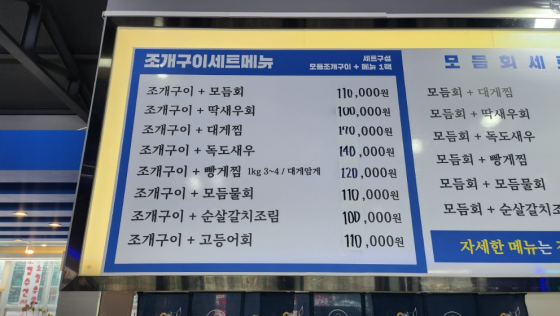 조개구이세트메뉴
세트구성
모듬조개구이 + 메뉴 1택
조개구이 + 모듬회 110,000원
조개구이 + 딱새우회 100,000원
조개구이 + 대게찜 170,000원
조개구이 + 독도새우 140,000원
조개구이 + 빵게찜 1kg 3~4 / 대게암게 120,000원
조개구이 + 모듬물회 110,000원
조개구이 + 순살갈치조림 100,000원
조개구이 + 고등어회 110,000원
모듬회세
모듬회 + 대게찜
모듬회 + 딱새우회
모듬회 + 독도새우
모듬회 + 빵게찜
모듬회 + 모듬물회
모듬회 + 순살갈치조
자세한 메뉴는